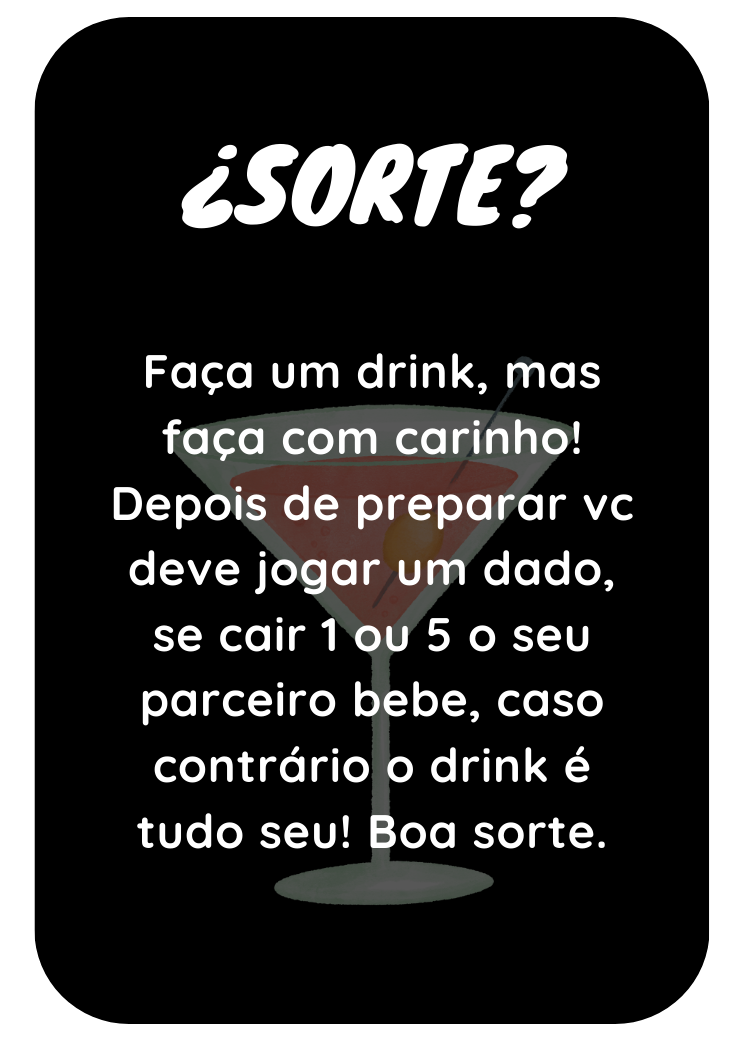 ¿SORTE?
Faça um drink, mas
faça com carinho!
Depois de preparar vc
deve jogar um dado,
se cair 1 ou 5 o seu
parceiro bebe, caso
contrário o drink é
tudo seu! Boa sorte.